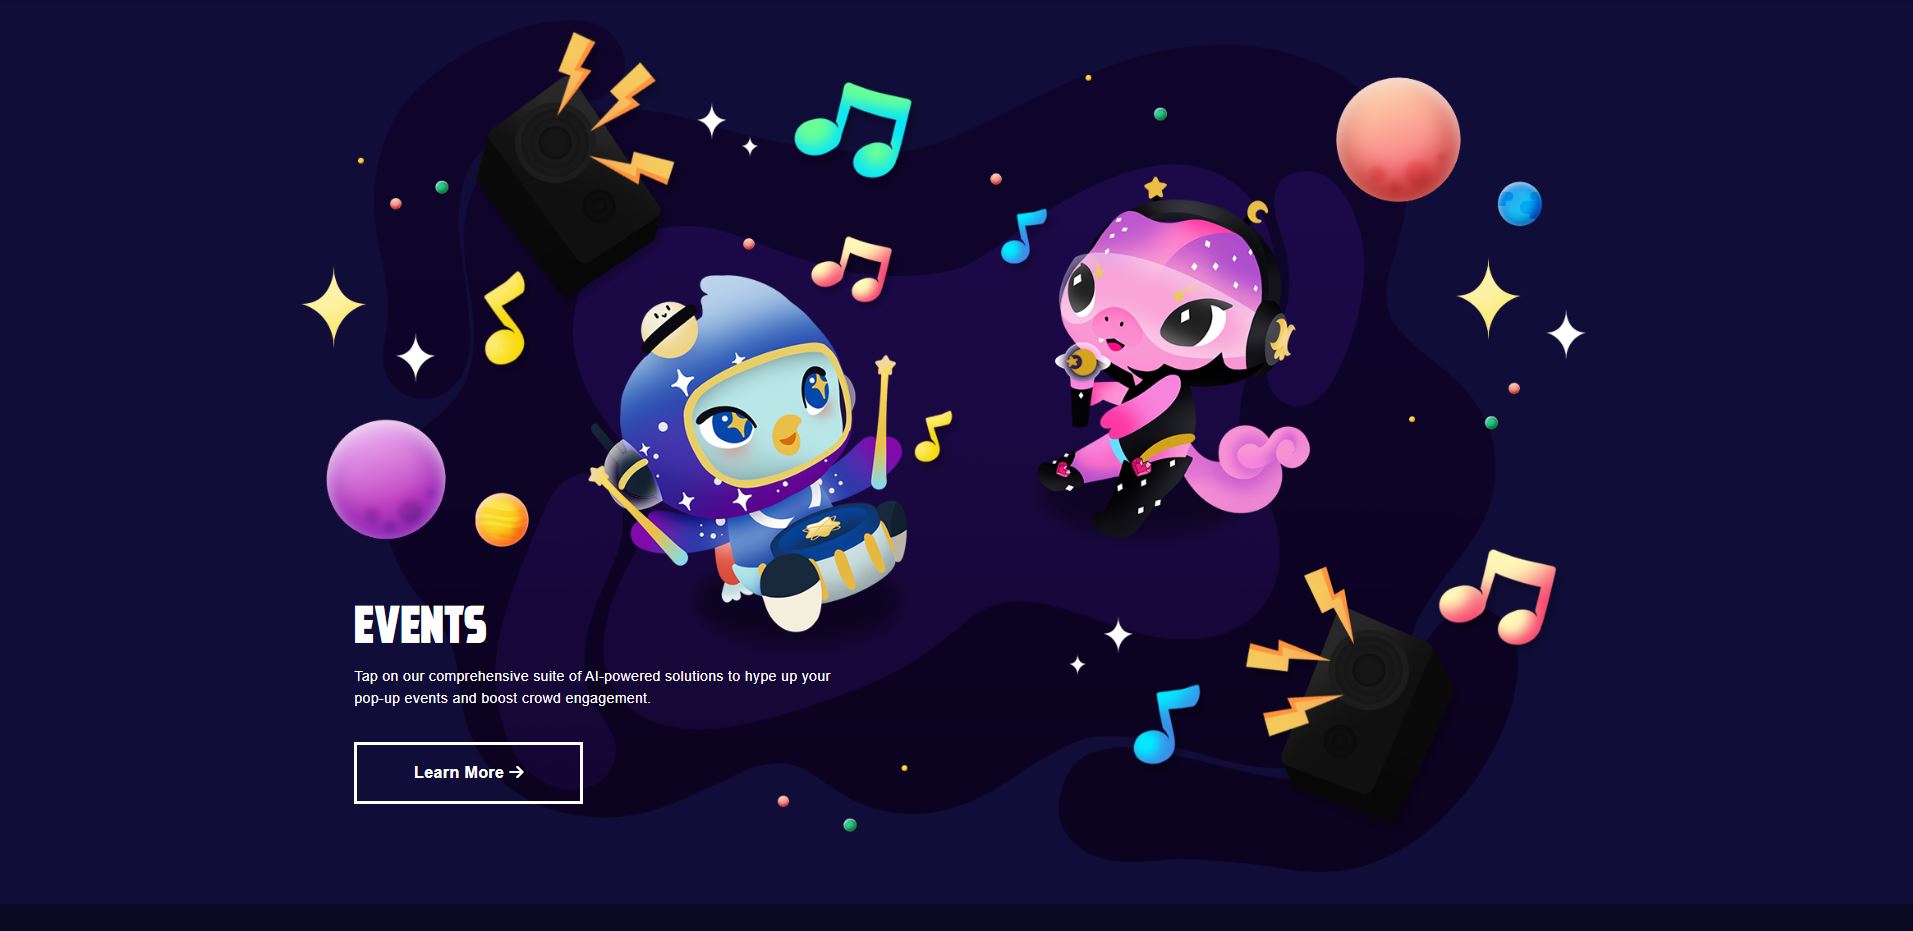 EVENTS
Tap on our comprehensive suite of AI-powered solutions to hype up your
pop-up events and boost crowd engagement.
Learn More →